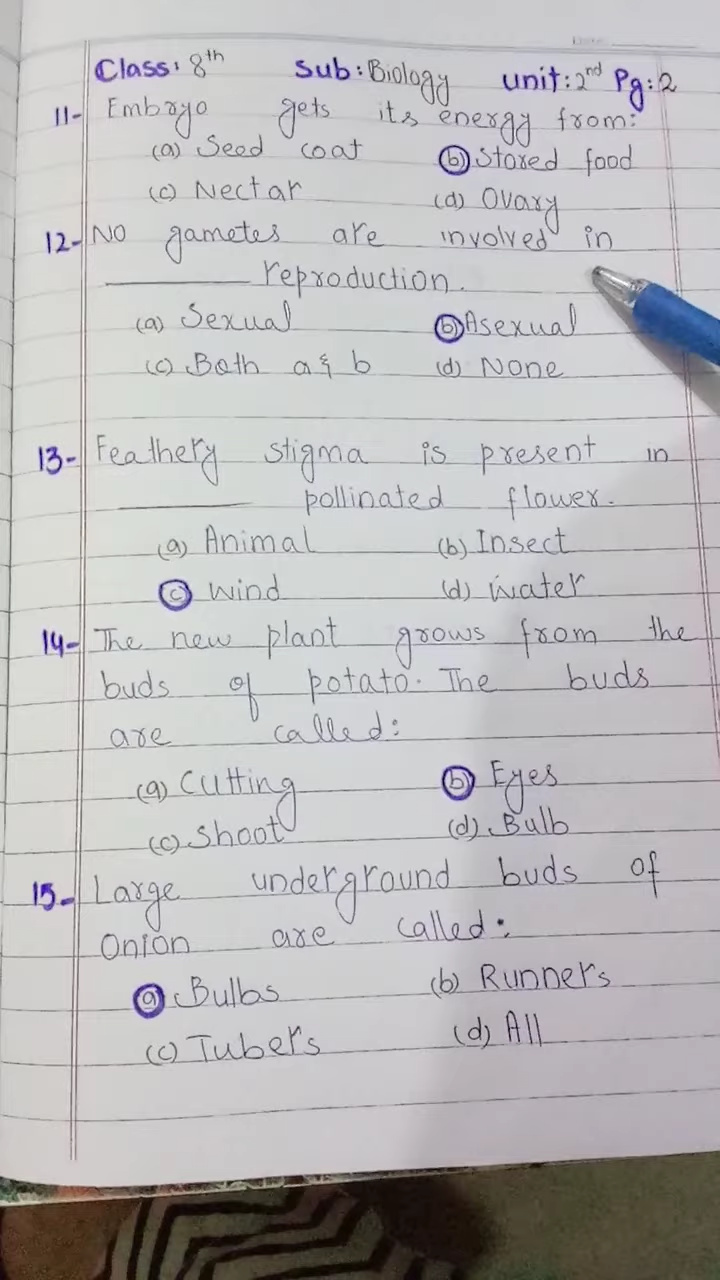 Class: 8th Sub: Biology unit: 2nd Pg: 2
11- Embryo gets its energy from:
(a) Seed coat (b) Stored food
(c) Nectar (d) Ovary
12- No gametes are involved in
________ reproduction.
(a) Sexual (b) Asexual
(c) Both a & b (d) None
13- Feathery stigma is present in
________ pollinated flower.
(a) Animal (b) Insect
(c) Wind (d) Water
14- The new plant grows from the
buds of potato. The buds
are called:
(a) Cutting (b) Eyes
(c) Shoot (d) Bulb
15- Large underground buds of
Onion are called:
(a) Bulbs (b) Runners
(c) Tubers (d) All